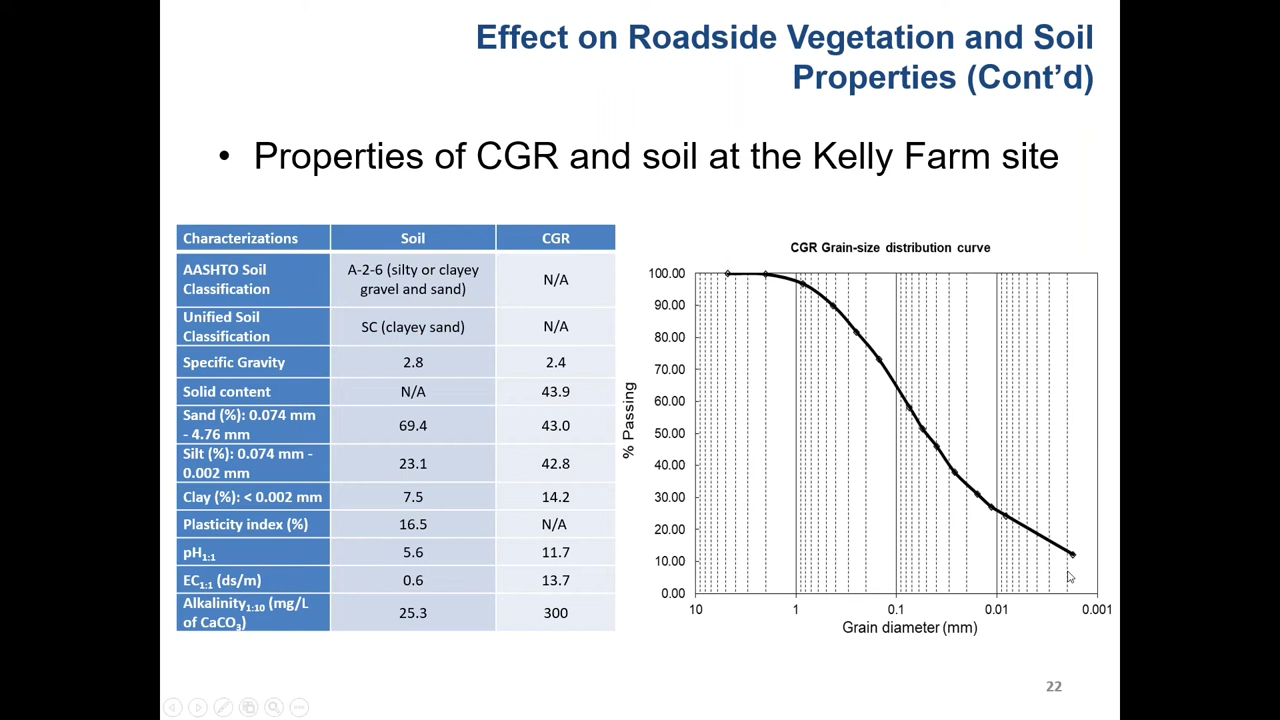 Effect on Roadside Vegetation and Soil
Properties (Cont’d)
• Properties of CGR and soil at the Kelly Farm site
Characterizations Soil CGR
AASHTO Soil
Classification
A-2-6 (silty or clayey
gravel and sand)
N/A
Unified Soil
Classification
SC (clayey sand)
N/A
Specific Gravity 2.8 2.4
Solid content N/A 43.9
Sand (%): 0.074 mm
- 4.76 mm
69.4
43.0
Silt (%): 0.074 mm -
0.002 mm
23.1
42.8
Clay (%): < 0.002 mm 7.5 14.2
Plasticity index (%) 16.5 N/A
pH1:1 5.6 11.7
EC1:1 (ds/m) 0.6 13.7
Alkalinity1:10 (mg/L
of CaCO3)
25.3
300
CGR Grain-size distribution curve
% Passing
100.00
90.00
80.00
70.00
60.00
50.00
40.00
30.00
20.00
10.00
0.00
10 1 0.1 0.01 0.001
Grain diameter (mm)
22